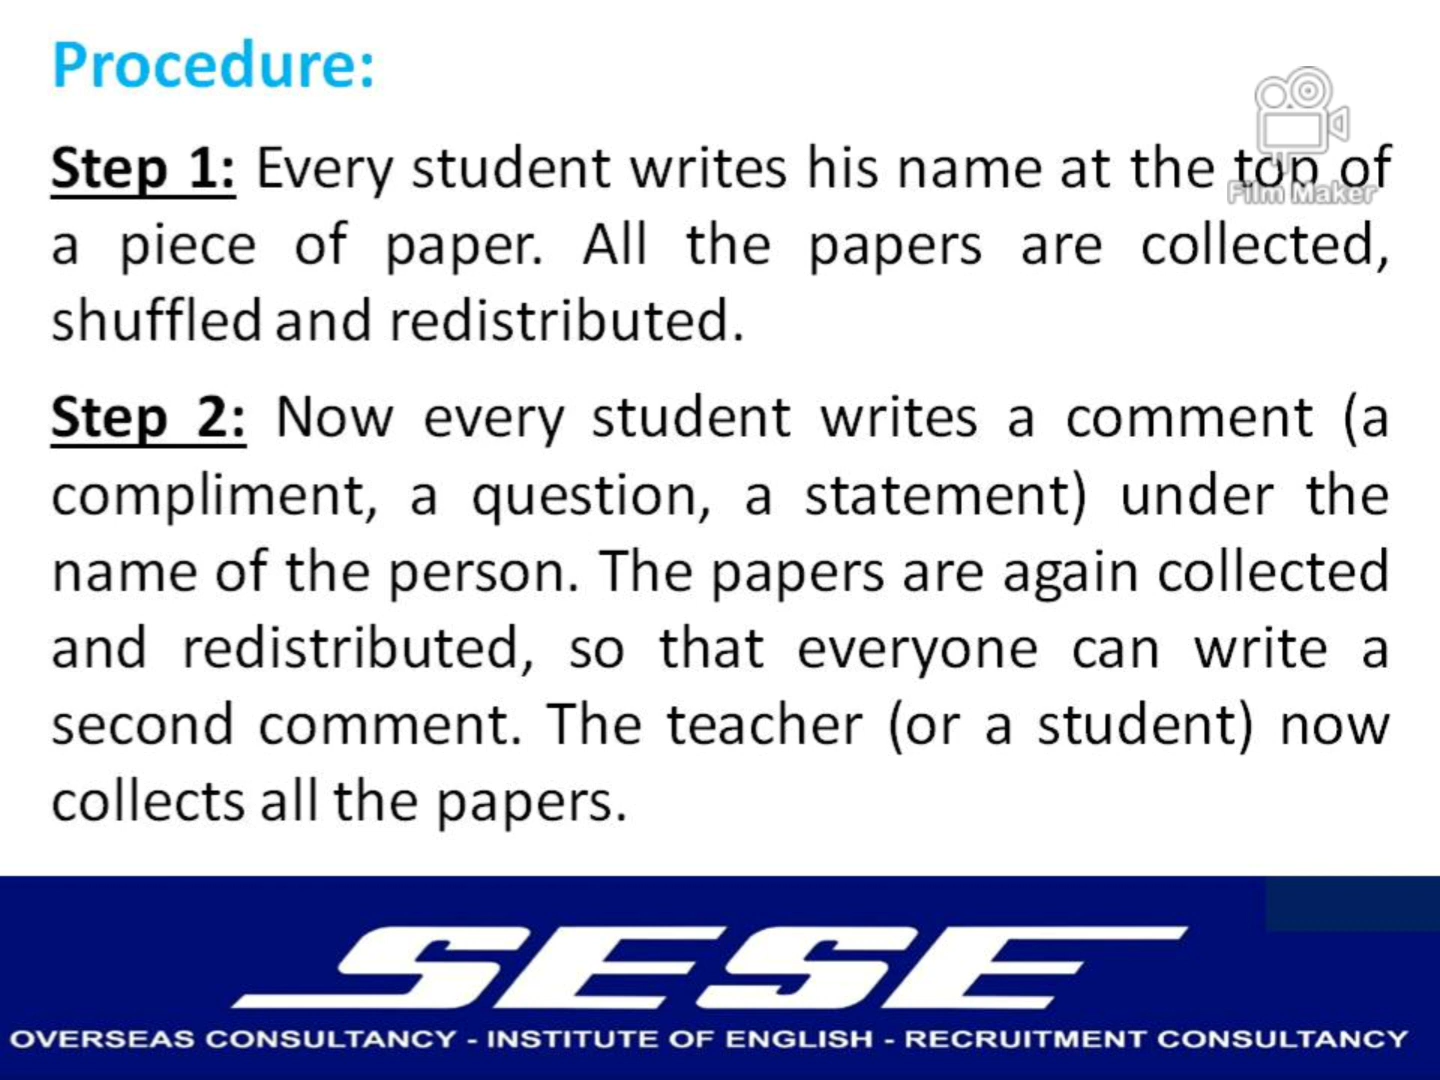 Procedure:
Step 1: Every student writes his name at the top of
Film Maker
a piece of paper. All the papers are collected,
shuffled and redistributed.
Step 2: Now every student writes a comment (a
compliment, a question, a statement) under the
name of the person. The papers are again collected
and redistributed, so that everyone can write a
second comment. The teacher (or a student) now
collects all the papers.
SESE
OVERSEAS CONSULTANCY - INSTITUTE OF ENGLISH - RECRUITMENT CONSULTANCY